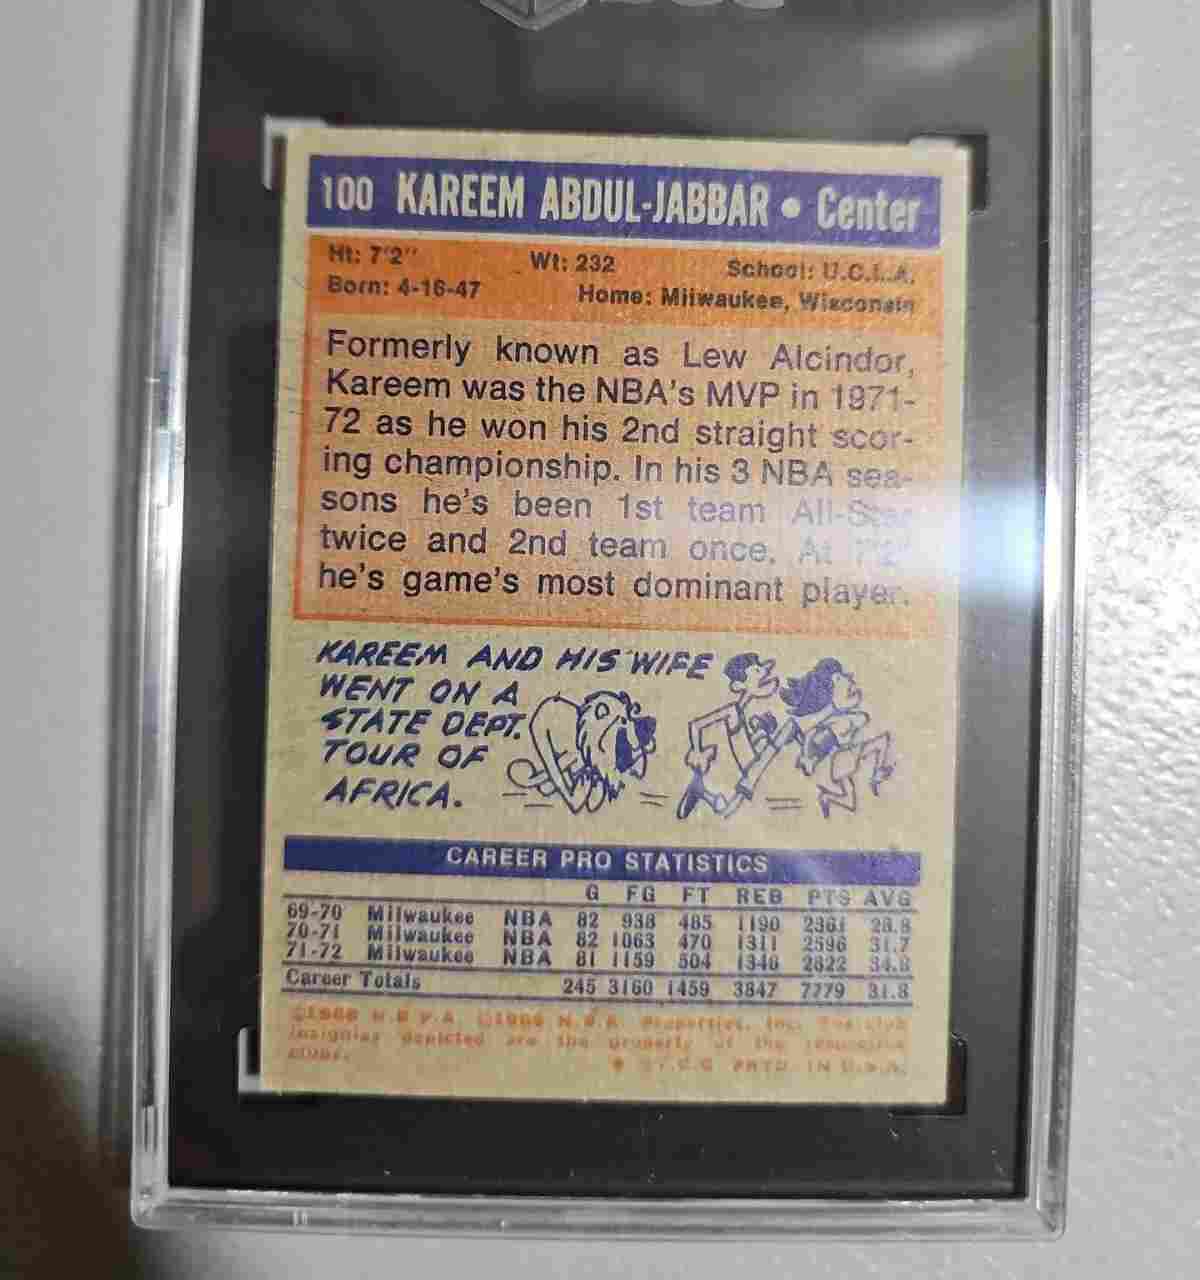 100 KAREEM ABDUL-JABBAR • Center
Ht: 7'2" Wt: 232 School: U.C.L.A.
Born: 4-16-47 Home: Milwaukee, Wisconsin
Formerly known as Lew Alcindor,
Kareem was the NBA's MVP in 1971-
72 as he won his 2nd straight scor-
ing championship. In his 3 NBA sea-
sons he's been 1st team All-Star
twice and 2nd team once. At 7'2"
he's game's most dominant player.
KAREEM AND HIS WIFE
WENT ON A
STATE DEPT.
TOUR OF
AFRICA.
CAREER PRO STATISTICS
G FG FT REB PTS AVG
69-70 Milwaukee NBA 82 938 485 1190 2361 28.8
70-71 Milwaukee NBA 82 1063 470 1311 2596 31.7
71-72 Milwaukee NBA 81 1159 504 1346 2822 34.8
Career Totals 245 3160 1459 3847 7779 31.8
N.B.P.A. N.B.A. Properties, Inc. The club
insignias depicted are the property of the respective
clubs.
T.C.G. PRTD. IN U.S.A.